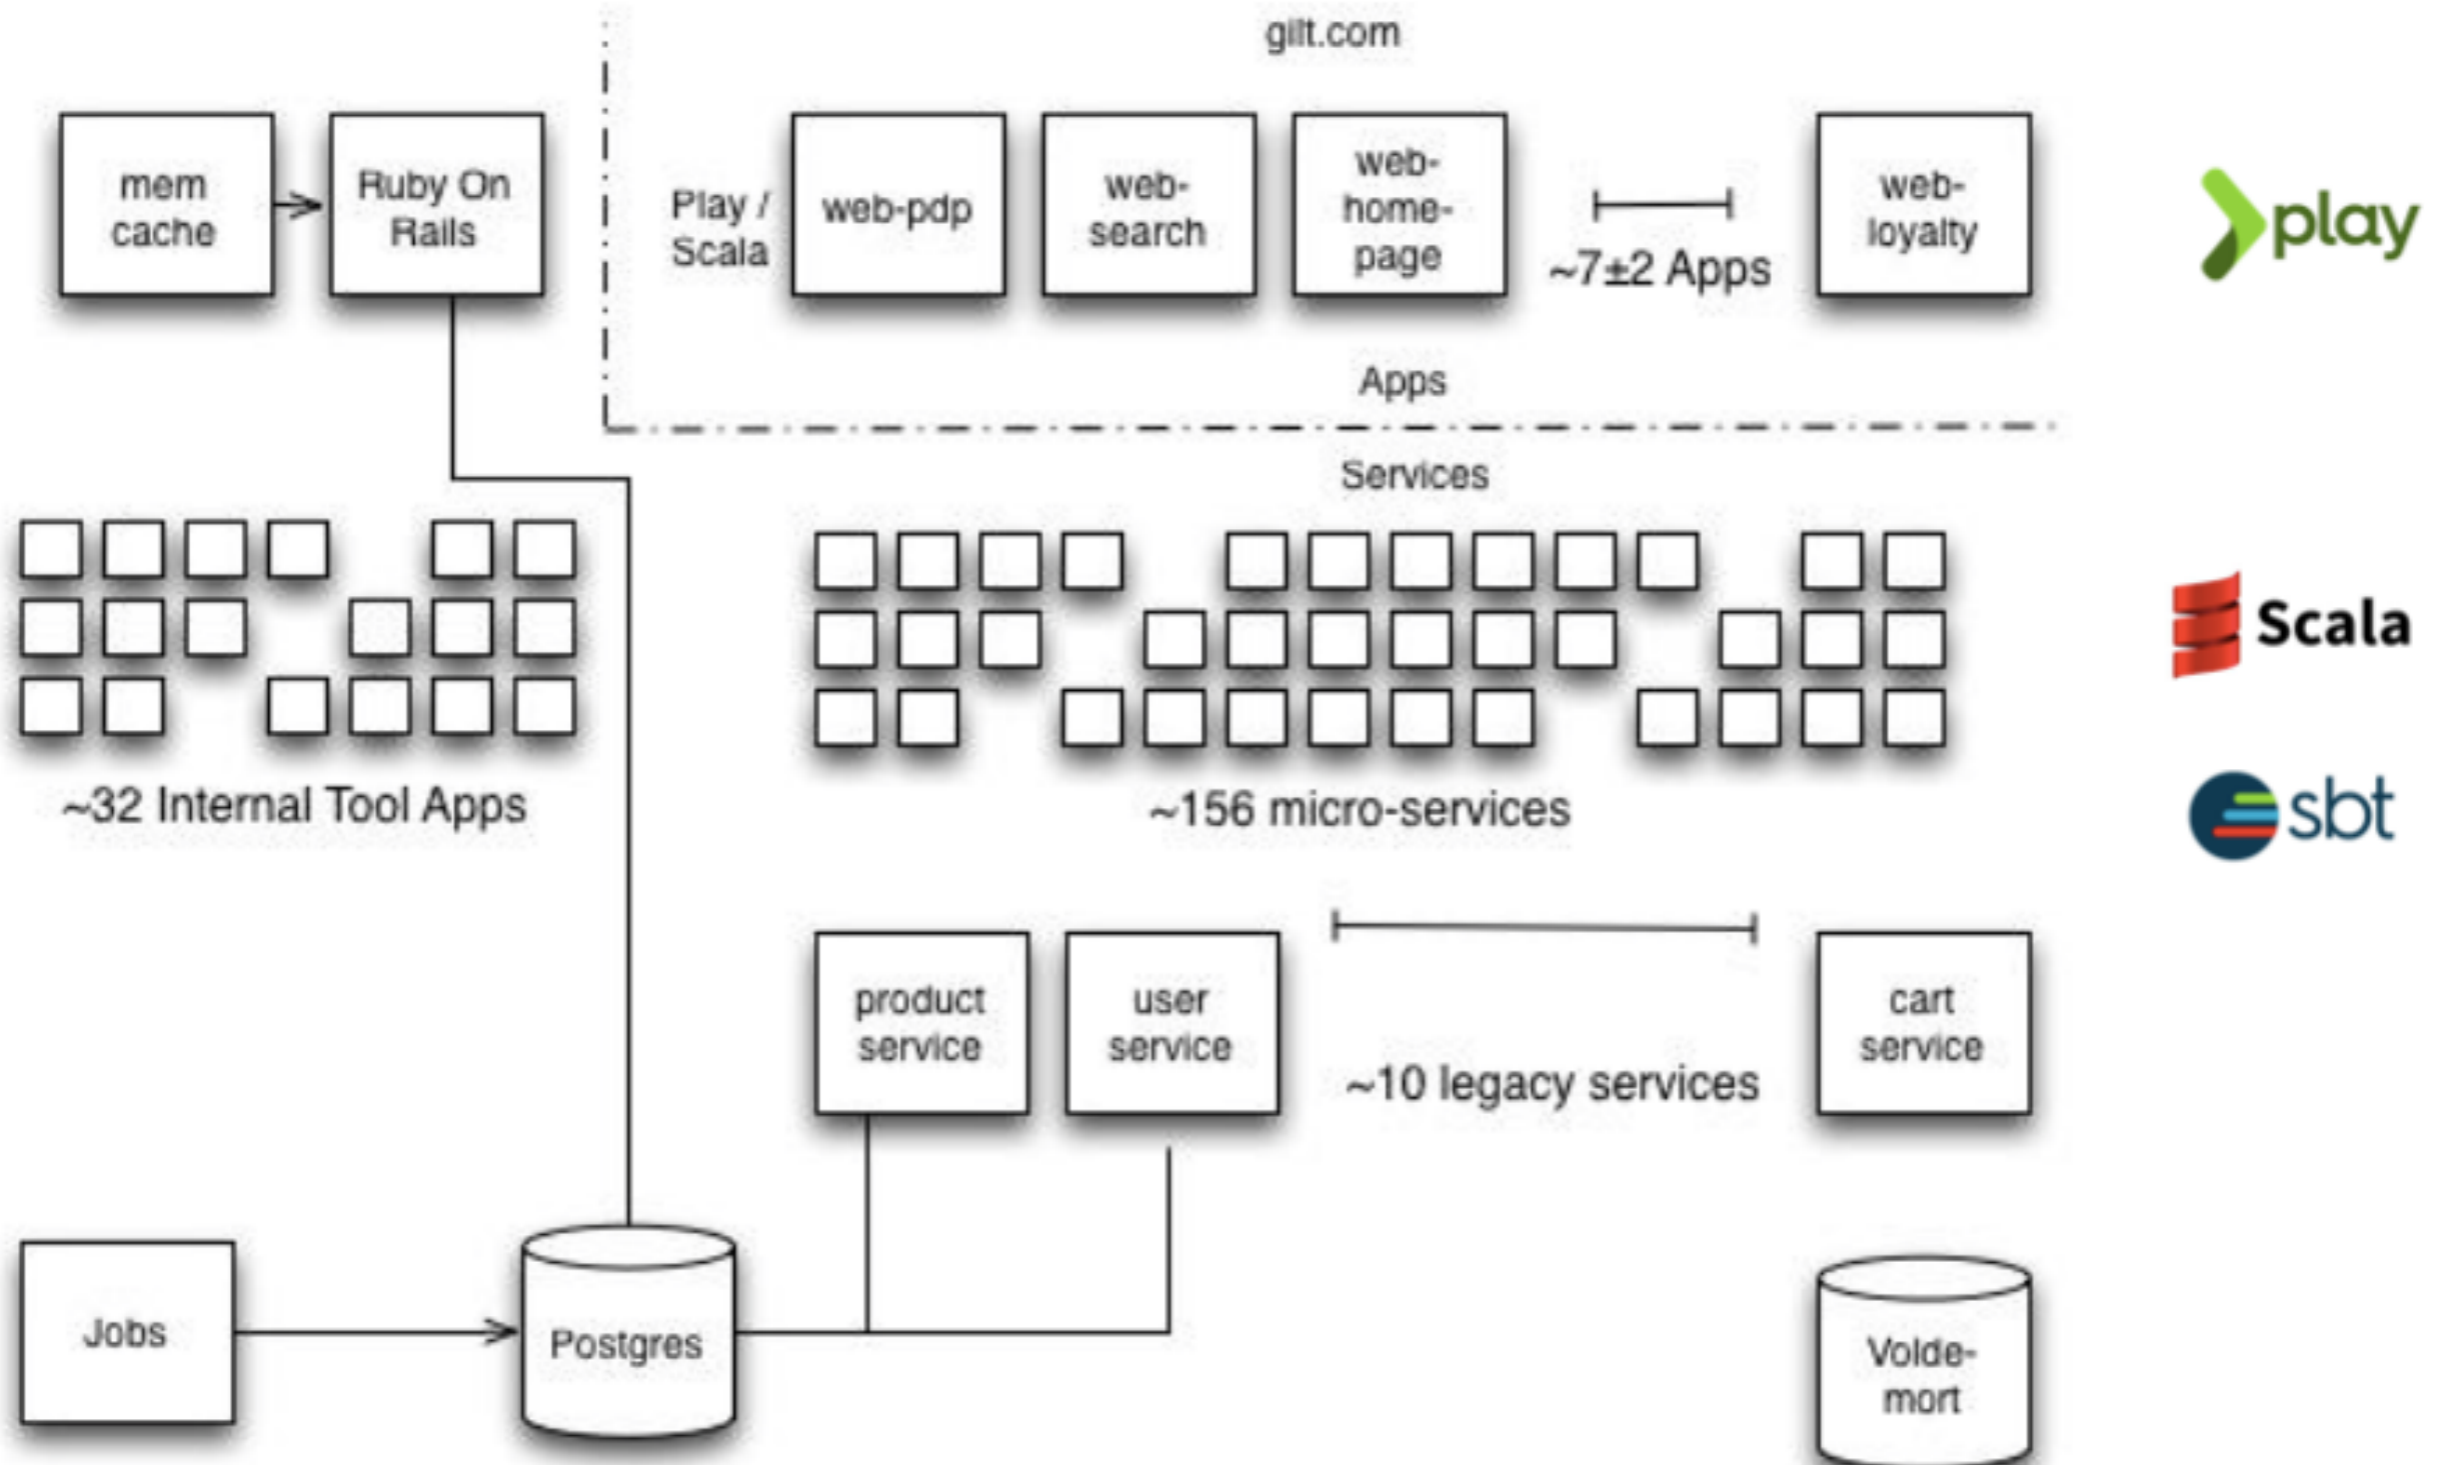 gilt.com
mem
cache
Ruby On
Rails
Play /
Scala
web-pdp
web-
search
web-
home-
page
~7±2 Apps
web-
loyalty
play
Apps
Services
~32 Internal Tool Apps
~156 micro-services
Scala
sbt
product
service
user
service
~10 legacy services
cart
service
Jobs
Postgres
Volde-
mort